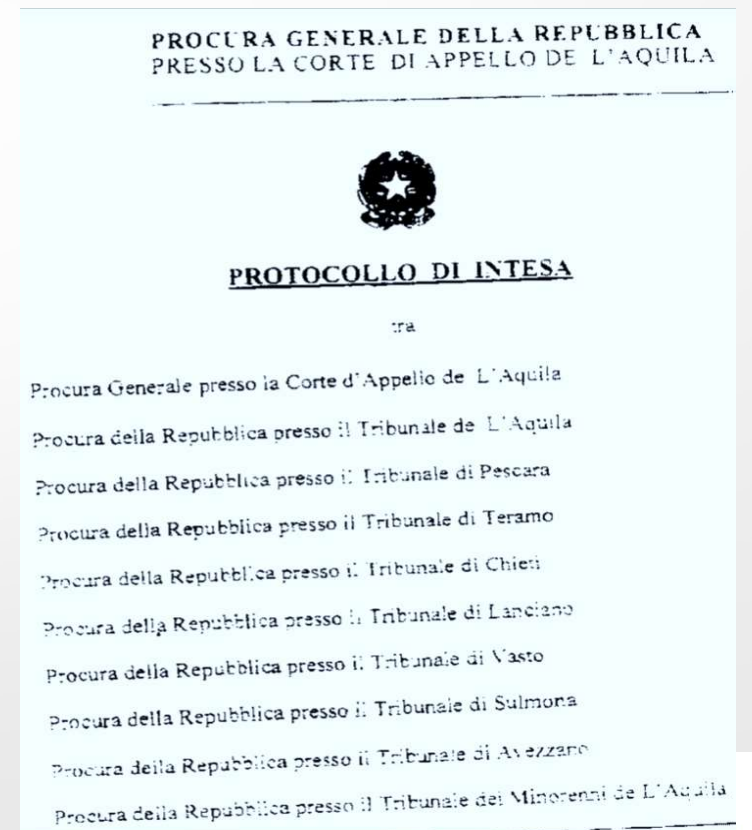 PROCURA GENERALE DELLA REPUBBLICA
PRESSO LA CORTE DI APPELLO DE L'AQUILA
PROTOCOLLO DI INTESA
tra
Procura Generale presso la Corte d'Appello de L'Aquila
Procura della Repubblica presso il Tribunale de L'Aquila
Procura della Repubblica presso il Tribunale di Pescara
Procura della Repubblica presso il Tribunale di Teramo
Procura della Repubblica presso il Tribunale di Chieti
Procura della Repubblica presso il Tribunale di Lanciano
Procura della Repubblica presso il Tribunale di Vasto
Procura della Repubblica presso il Tribunale di Sulmona
Procura della Repubblica presso il Tribunale di Avezzano
Procura della Repubblica presso il Tribunale dei Minorenni de L'Aquila